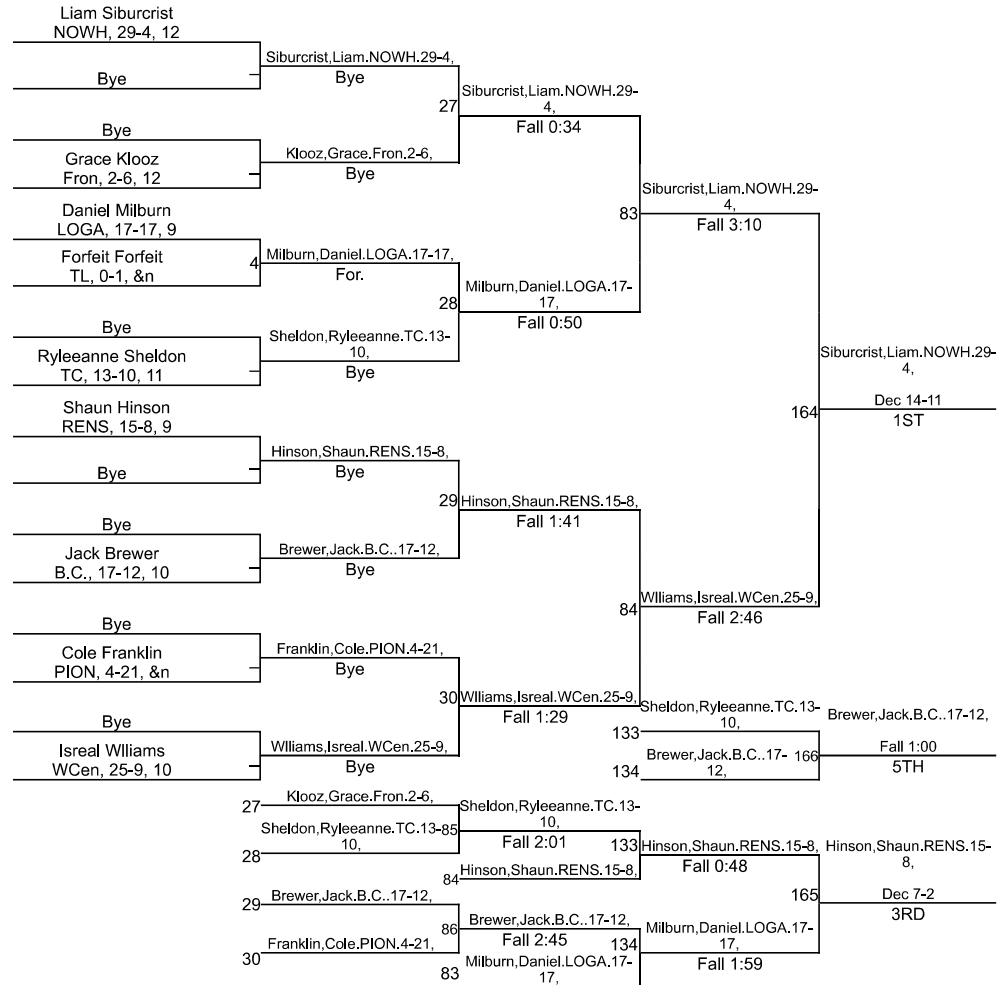 Liam Siburcrist
NOWH, 29-4, 12
Bye
Bye
Grace Klooz
Fron, 2-6, 12
Daniel Milburn
LOGA, 17-17, 9
Forfeit Forfeit
TL, 0-1, &n
Bye
Ryleeanne Sheldon
TC, 13-10, 11
Shaun Hinson
RENS, 15-8, 9
Bye
Bye
Jack Brewer
B.C., 17-12, 10
Bye
Cole Franklin
PION, 4-21, &n
Bye
Isreal Wlliams
WCen, 25-9, 10
Siburcrist,Liam.NOWH.29-4,
Bye
Klooz,Grace.Fron.2-6,
Bye
4
Milburn,Daniel.LOGA.17-17,
For.
Sheldon,Ryleeanne.TC.13-
10,
Bye
Hinson,Shaun.RENS.15-8,
Bye
Brewer,Jack.B.C..17-12,
Bye
Franklin,Cole.PION.4-21,
Bye
Wlliams,Isreal.WCen.25-9,
Bye
27
Siburcrist,Liam.NOWH.29-
4,
Fall 0:34
28
Milburn,Daniel.LOGA.17-
17,
Fall 0:50
29
Hinson,Shaun.RENS.15-8,
Fall 1:41
30
Wlliams,Isreal.WCen.25-9,
Fall 1:29
83
Siburcrist,Liam.NOWH.29-
4,
Fall 3:10
84
Wlliams,Isreal.WCen.25-9,
Fall 2:46
164
Siburcrist,Liam.NOWH.29-
4,
Dec 14-11
1ST
133
Sheldon,Ryleeanne.TC.13-
10,
134
Brewer,Jack.B.C..17-
12,
166
Brewer,Jack.B.C..17-12,
Fall 1:00
5TH
27
Klooz,Grace.Fron.2-6,
28
Sheldon,Ryleeanne.TC.13-
10,
85
Sheldon,Ryleeanne.TC.13-
10,
Fall 2:01
84
Hinson,Shaun.RENS.15-8,
133
Hinson,Shaun.RENS.15-8,
Fall 0:48
29
Brewer,Jack.B.C..17-12,
30
Franklin,Cole.PION.4-21,
86
Brewer,Jack.B.C..17-12,
Fall 2:45
83
Milburn,Daniel.LOGA.17-
17,
134
Milburn,Daniel.LOGA.17-
17,
Fall 1:59
165
Hinson,Shaun.RENS.15-
8,
Dec 7-2
3RD